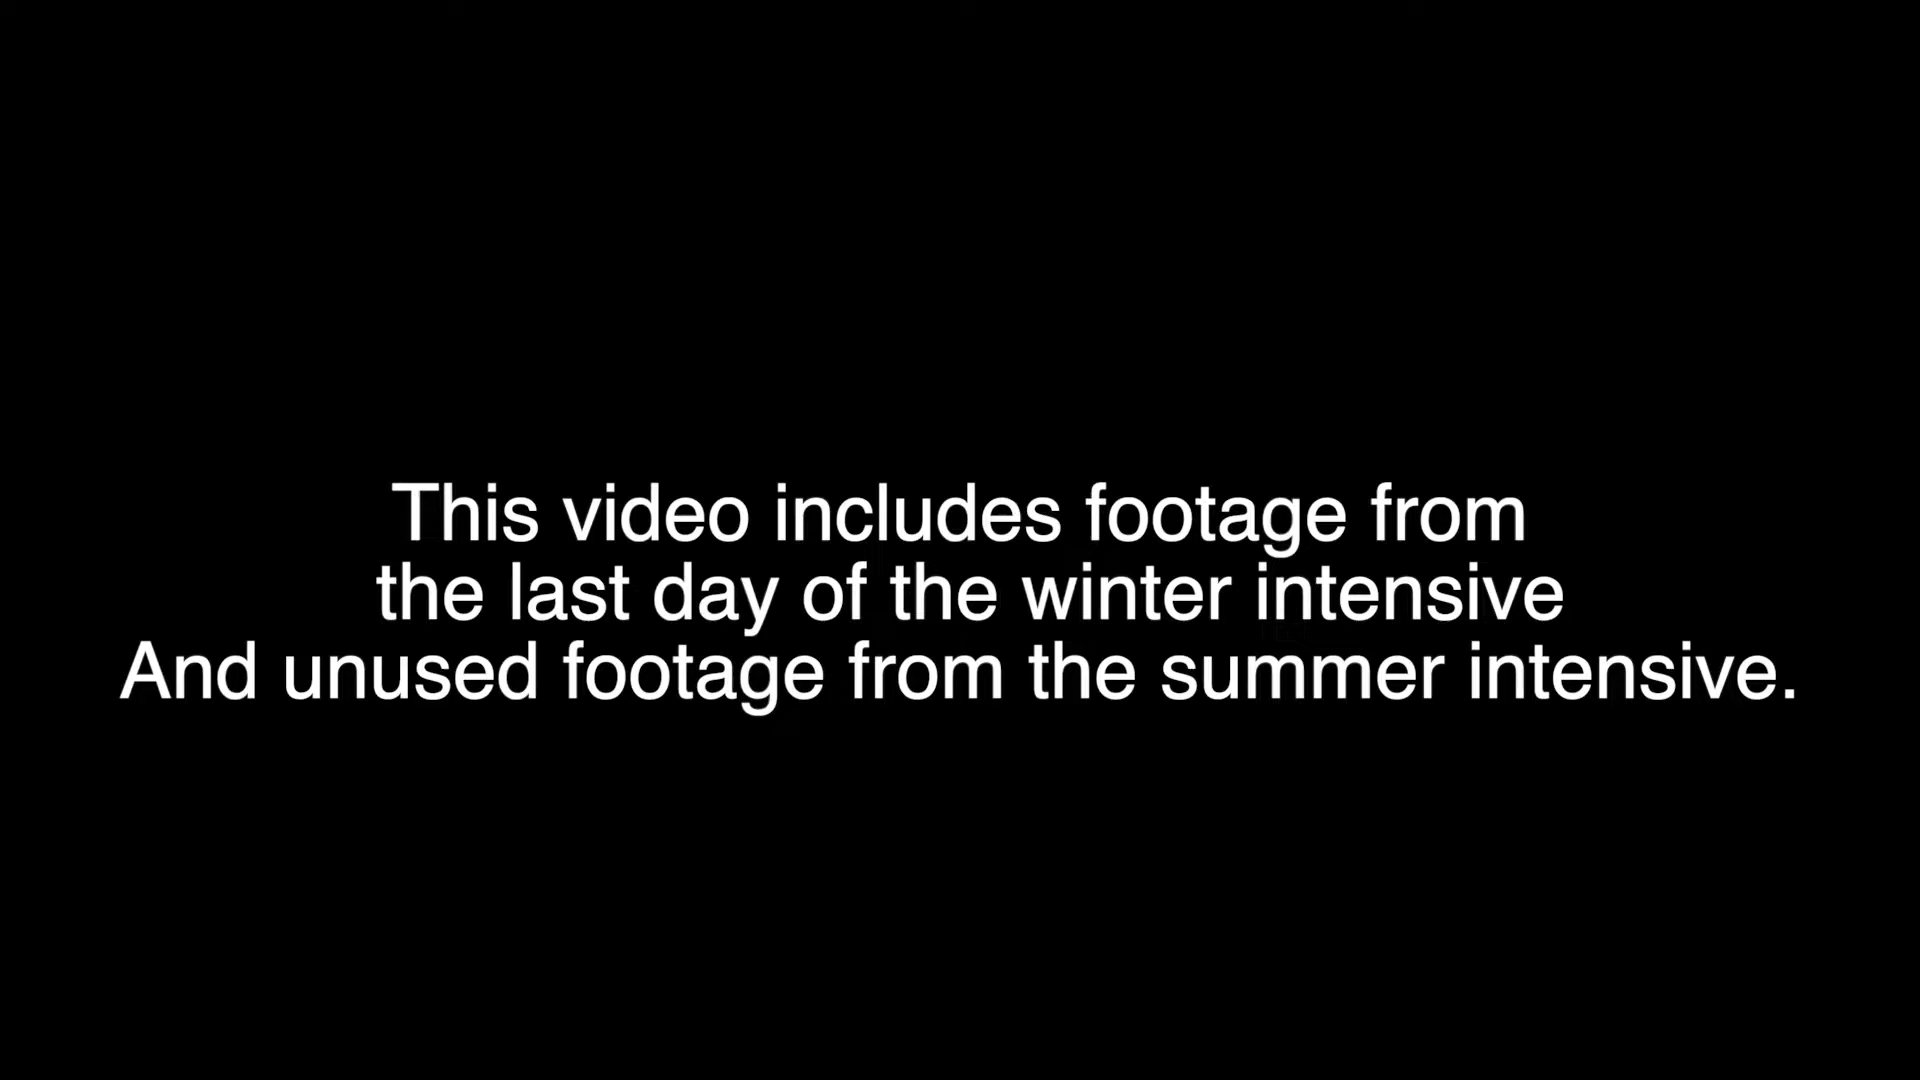 This video includes footage from
the last day of the winter intensive
And unused footage from the summer intensive.